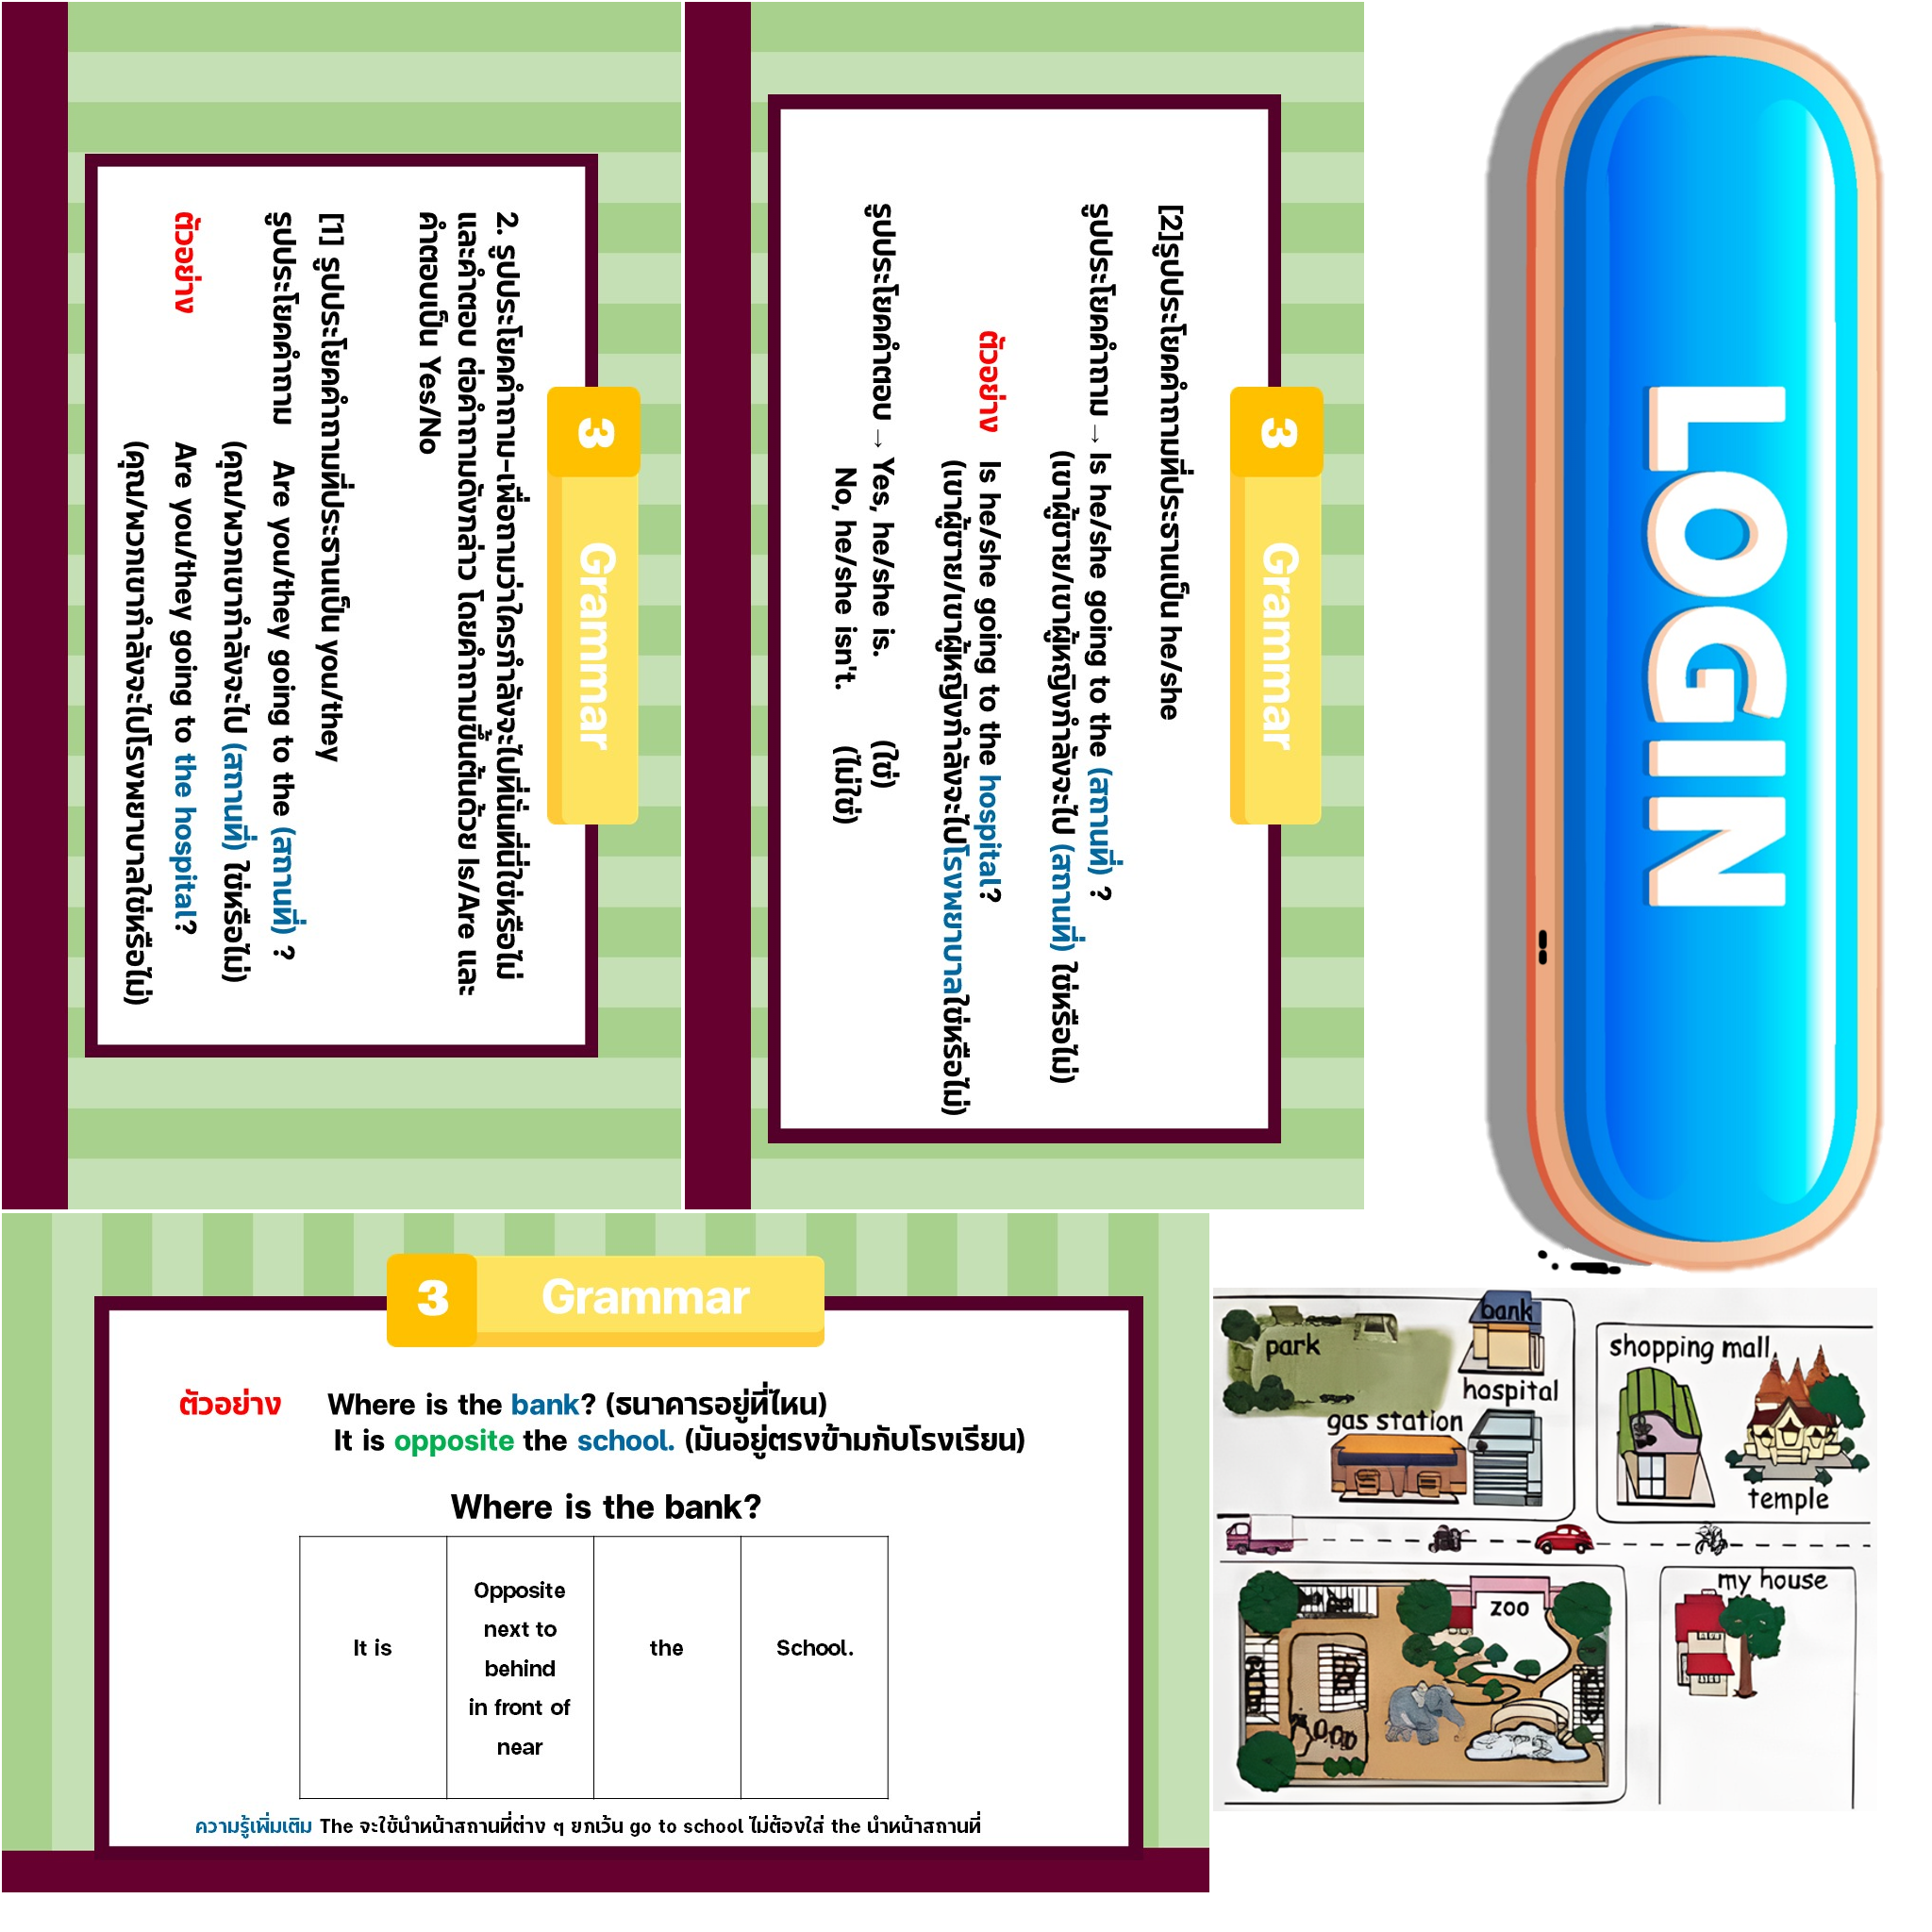 3 Grammar
2. รูปประโยคคำถาม-เพื่อถามว่าใครกำลังจะไปที่นั่นที่นี่ใช่หรือไม่
และคำตอบ ต่อคำถามดังกล่าว โดยคำถามขึ้นต้นด้วย Is/Are และ
คำตอบเป็น Yes/No
[1] รูปประโยคคำถามที่ประธานเป็น you/they
รูปประโยคคำถาม Are you/they going to the (สถานที่) ?
(คุณ/พวกเขากำลังจะไป (สถานที่) ใช่หรือไม่)
ตัวอย่าง Are you/they going to the hospital?
(คุณ/พวกเขากำลังจะไปโรงพยาบาลใช่หรือไม่)
3 Grammar
[2]รูปประโยคคำถามที่ประธานเป็น he/she
รูปประโยคคำถาม → Is he/she going to the (สถานที่) ?
(เขาผู้ชาย/เขาผู้หญิงกำลังจะไป (สถานที่) ใช่หรือไม่)
ตัวอย่าง Is he/she going to the hospital?
(เขาผู้ชาย/เขาผู้หญิงกำลังจะไปโรงพยาบาลใช่หรือไม่)
รูปประโยคคำตอบ → Yes, he/she is. (ใช่)
No, he/she isn't. (ไม่ใช่)
LOGIN
3 Grammar
ตัวอย่าง Where is the bank? (ธนาคารอยู่ที่ไหน)
It is opposite the school. (มันอยู่ตรงข้ามกับโรงเรียน)
Where is the bank?
It is
Opposite
next to
behind
in front of
near
the
School.
ความรู้เพิ่มเติม The จะใช้นำหน้าสถานที่ต่าง ๆ ยกเว้น go to school ไม่ต้องใส่ the นำหน้าสถานที่
bank
park
hospital
gas station
shopping mall
temple
zoo
my house